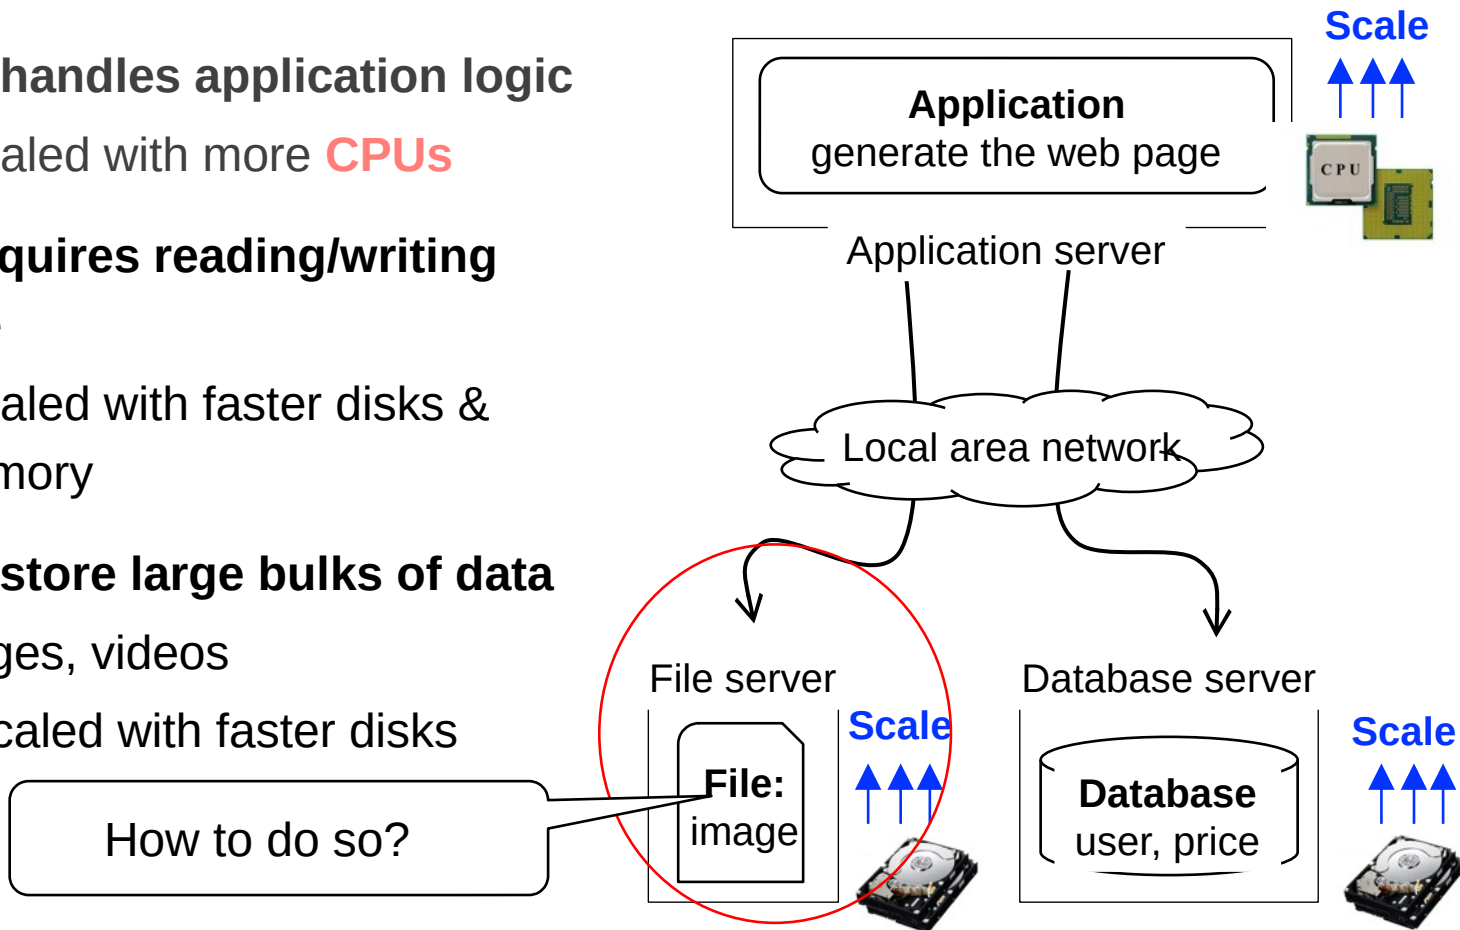 handles application logic
aled with more CPUs
quires reading/writing
aled with faster disks &
mory
store large bulks of data
ges, videos
caled with faster disks
How to do so?
Scale
Application
generate the web page
CPU
Application server
Local area network
File server
Database server
Scale
Scale
File:
image
Database
user, price